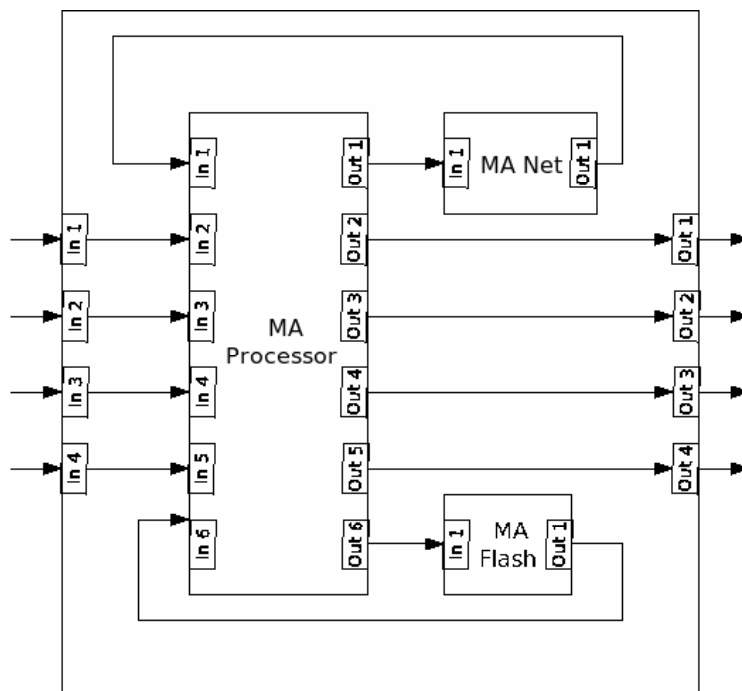 In 1
Out 1
In 1
MA Net
Out 1
In 1
In 2
Out 2
Out 1
In 2
In 3
MA
Processor
Out 3
Out 2
In 3
In 4
Out 4
Out 3
In 4
In 5
Out 5
Out 4
In 6
Out 6
In 1
MA
Flash
Out 1